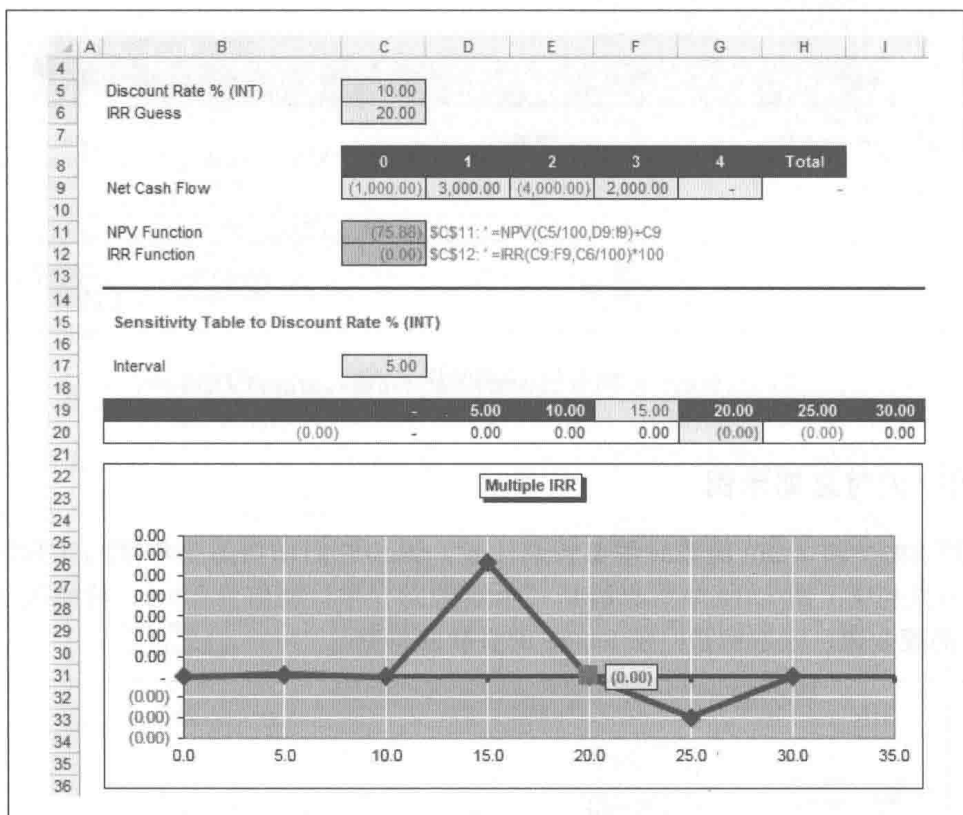 A B C D E F G H I
4
5 Discount Rate % (INT) 10.00
6 IRR Guess 20.00
7
8 0 1 2 3 4 Total
9 Net Cash Flow (1,000.00) 3,000.00 (4,000.00) 2,000.00 - -
10
11 NPV Function (75.88) $C$11: ' =NPV(C5/100,D9:I9)+C9
12 IRR Function (0.00) $C$12: ' =IRR(C9:F9,C6/100)*100
13
14
15 Sensitivity Table to Discount Rate % (INT)
16
17 Interval 5.00
18
19 - 5.00 10.00 15.00 20.00 25.00 30.00
20 (0.00) - 0.00 0.00 0.00 (0.00) (0.00) 0.00
21
22 Multiple IRR
23
24
25 0.00
26 0.00
27 0.00
28 0.00
29 0.00
30 0.00
0.00
31 - (0.00)
32 (0.00)
33 (0.00)
34 (0.00)
35 0.0 5.0 10.0 15.0 20.0 25.0 30.0 35.0
36